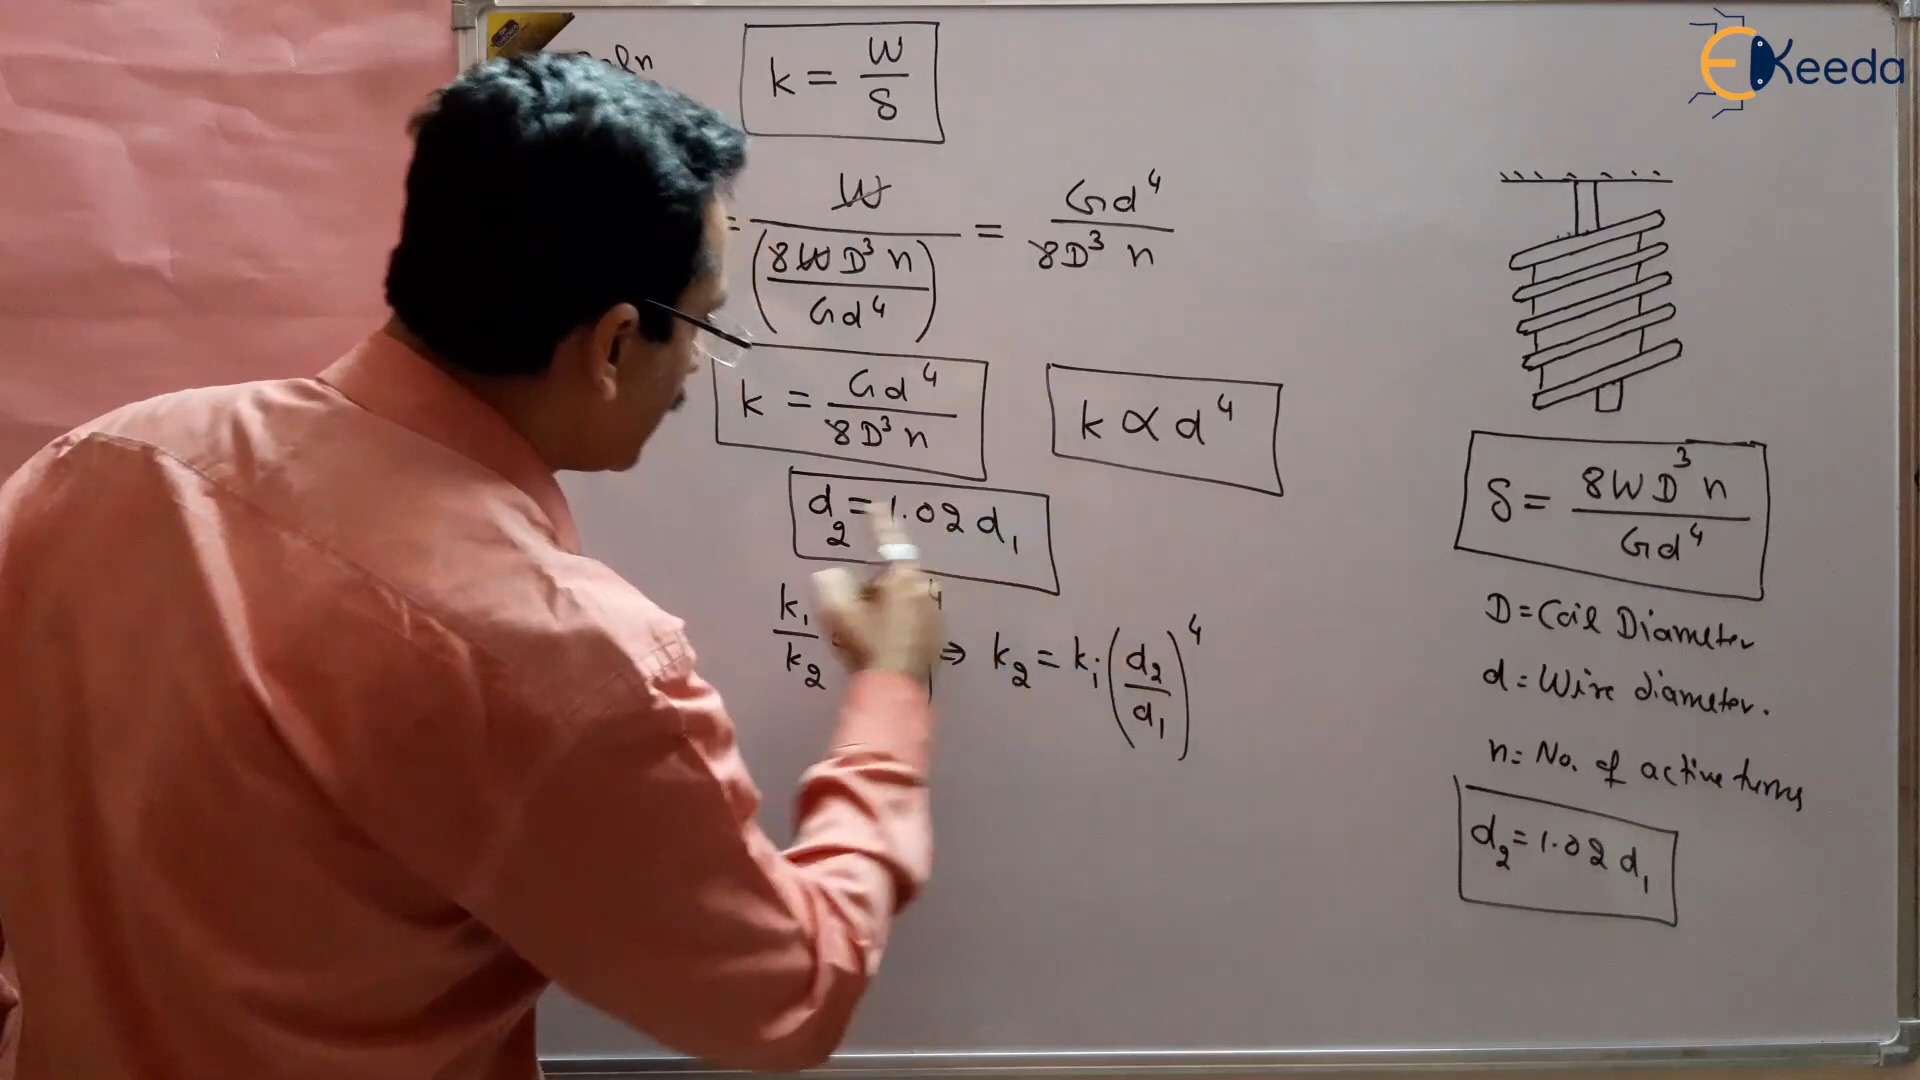 Keeda
k = W/δ
= W/(8WD³n/Gd⁴) = Gd⁴/8D³n
k = Gd⁴/8D³n
k ∝ d⁴
d₂ = 1.02 d₁
k₁/k₂ ⇒ k₂ = k₁(d₂/d₁)⁴
δ = 8WD³n/Gd⁴
D = Coil Diameter
d = Wire diameter.
n = No. of active turns
d₂ = 1.02 d₁